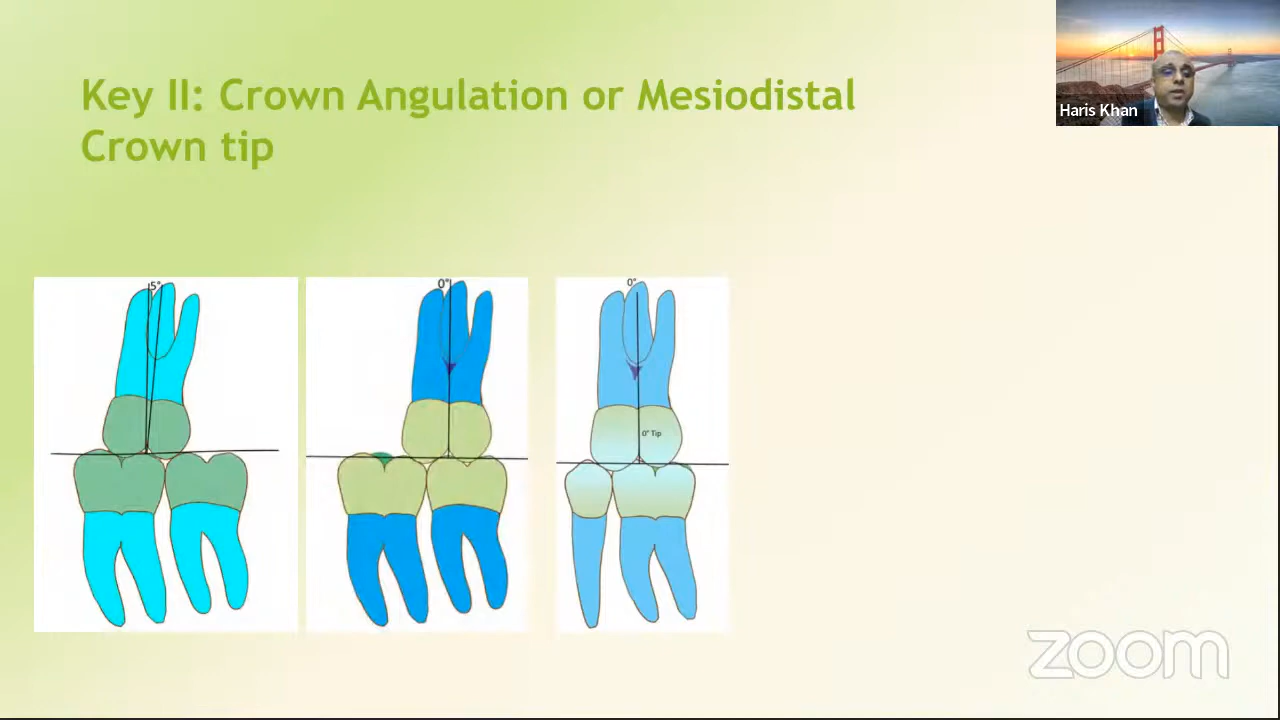 Key II: Crown Angulation or Mesiodistal
Crown tip
Haris Khan
5°
0°
0°
0° Tip
zoom